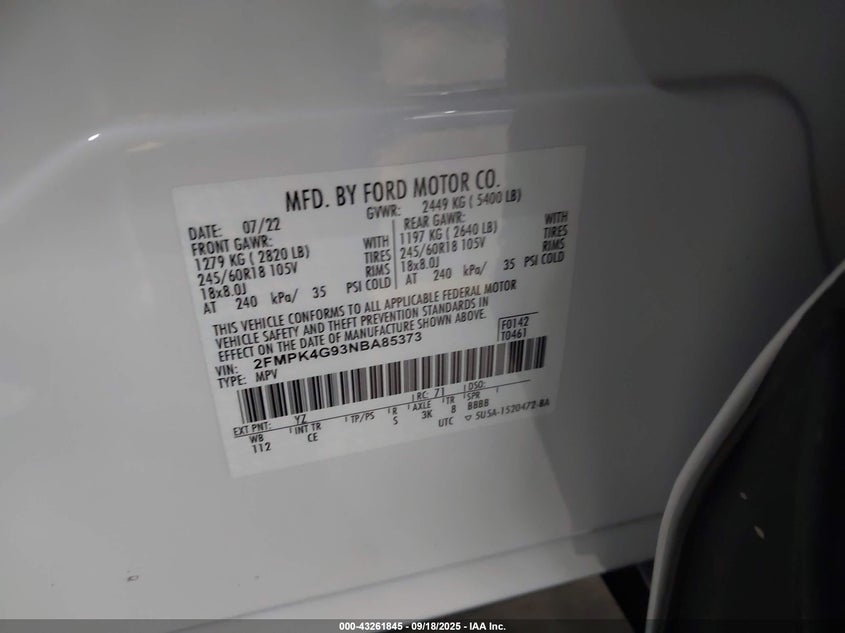 MFD. BY FORD MOTOR CO.
DATE: 07/22 GVWR: 2449 KG ( 5400 LB)
FRONT GAWR: REAR GAWR:
1279 KG ( 2820 LB) WITH 1197 KG ( 2640 LB) WITH
245/60R18 105V TIRES 245/60R18 105V TIRES
18x8.0J RIMS 18x8.0J RIMS
AT 240 kPa/ 35 PSI COLD AT 240 kPa/ 35 PSI COLD
THIS VEHICLE CONFORMS TO ALL APPLICABLE FEDERAL MOTOR
VEHICLE SAFETY AND THEFT PREVENTION STANDARDS IN
EFFECT ON THE DATE OF MANUFACTURE SHOWN ABOVE.
VIN: 2FMPK4G93NBA85373 F0142
TYPE: MPV T0461
EXT PNT: YZ RC: 71 DSO:
WB INT TR TP/PS R AXLE TR SPR
112 CE S 3K B BBBB
UTC ▽ 5U5A-1520472-BA
000-43261845 - 09/18/2025 - IAA Inc.